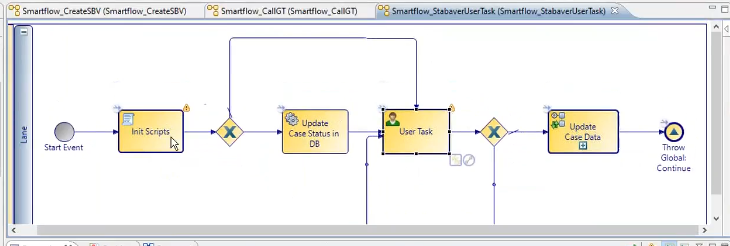 Smartflow_CreateSBV (Smartflow_CreateSBV)
Smartflow_CallGT (Smartflow_CallGT)
Smartflow_StabaverUserTask (Smartflow_StabaverUserTask)
Lane
Start Event
Init Scripts
Update
Case Status in
DB
User Task
Update
Case Data
Throw
Global:
Continue